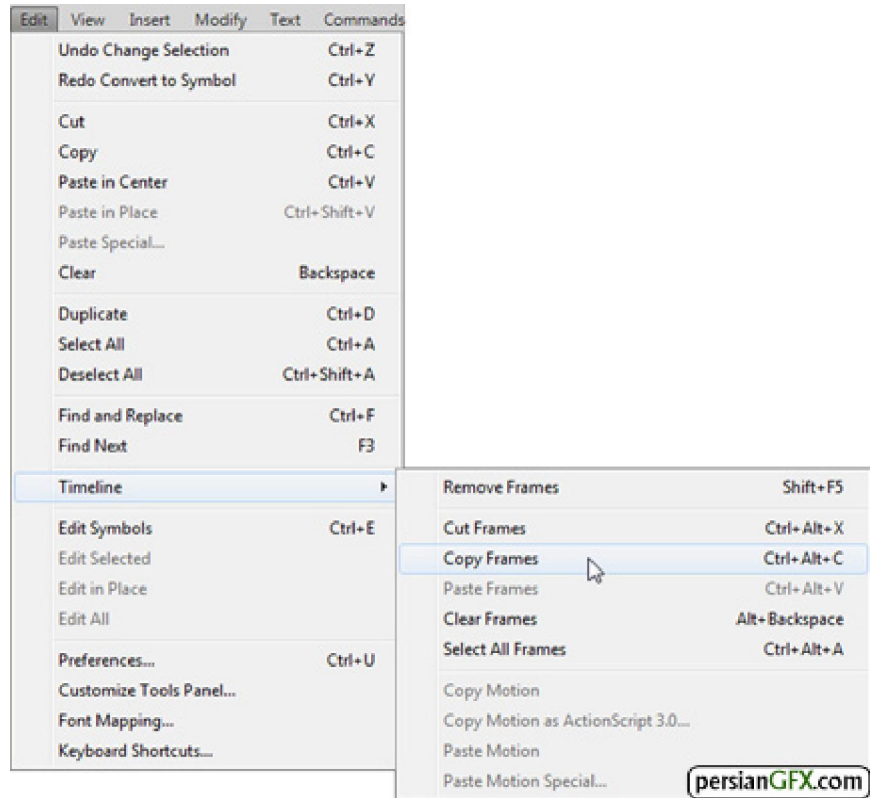 Edit View Insert Modify Text Commands
Undo Change Selection Ctrl+Z
Redo Convert to Symbol Ctrl+Y
Cut Ctrl+X
Copy Ctrl+C
Paste in Center Ctrl+V
Paste in Place Ctrl+Shift+V
Paste Special...
Clear Backspace
Duplicate Ctrl+D
Select All Ctrl+A
Deselect All Ctrl+Shift+A
Find and Replace Ctrl+F
Find Next F3
Timeline
Edit Symbols Ctrl+E
Edit Selected
Edit in Place
Edit All
Preferences... Ctrl+U
Customize Tools Panel...
Font Mapping...
Keyboard Shortcuts...
Remove Frames Shift+F5
Cut Frames Ctrl+Alt+X
Copy Frames Ctrl+Alt+C
Paste Frames Ctrl+Alt+V
Clear Frames Alt+Backspace
Select All Frames Ctrl+Alt+A
Copy Motion
Copy Motion as ActionScript 3.0...
Paste Motion
Paste Motion Special...
persianGFX.com